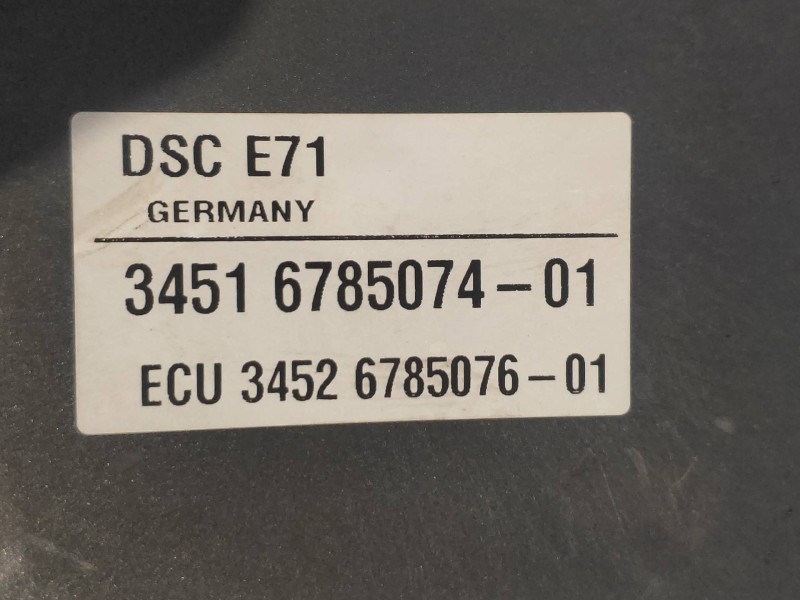 DSC E71
GERMANY
3451 6785074-01
ECU 3452 6785076-01